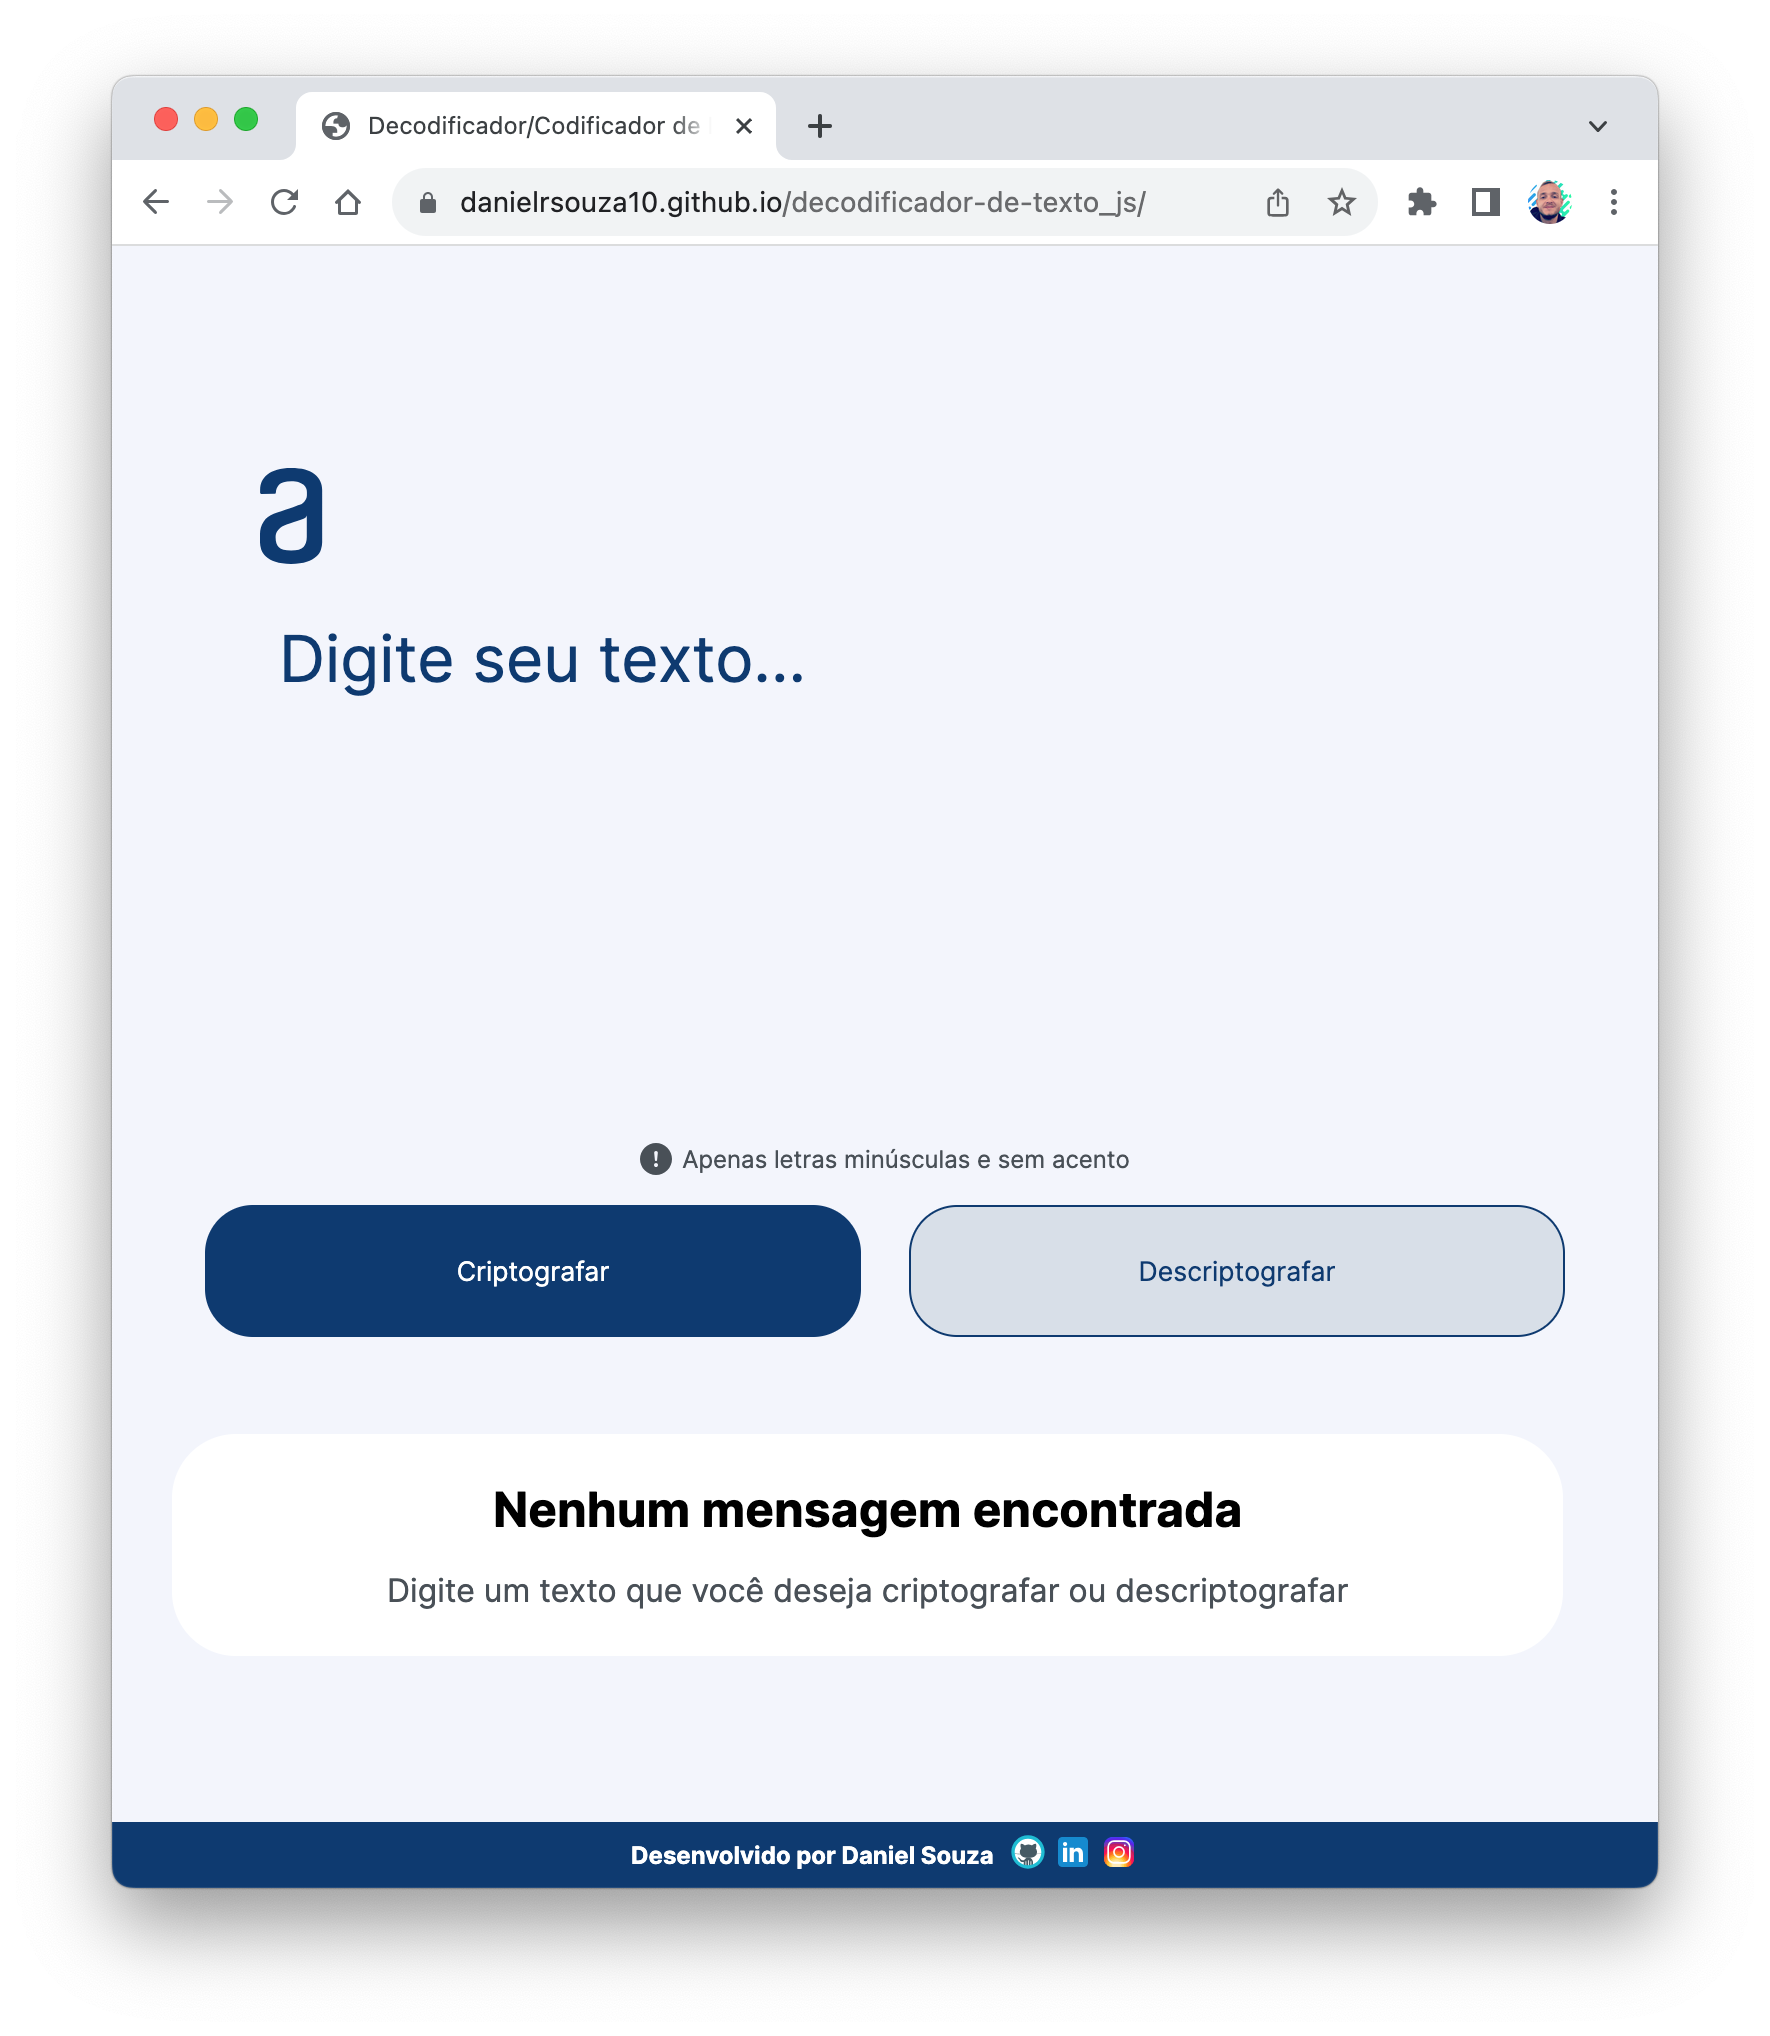 Decodificador/Codificador de
danielrsouza10.github.io/decodificador-de-texto_js/
a
Digite seu texto...
! Apenas letras minúsculas e sem acento
Criptografar
Descriptografar
Nenhum mensagem encontrada
Digite um texto que você deseja criptografar ou descriptografar
Desenvolvido por Daniel Souza in